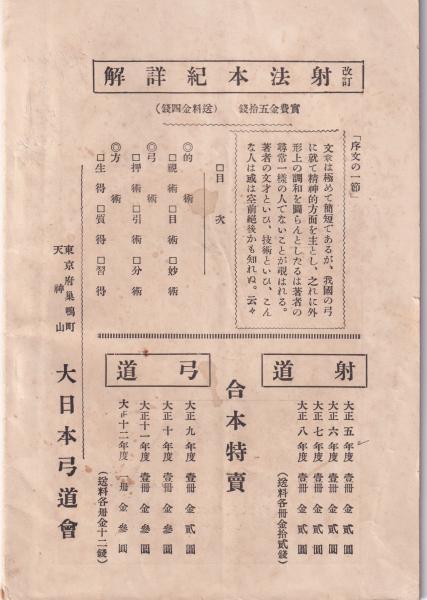 改訂 射法本紀詳解
實費金五拾錢 (送料金四錢)
「序文の一節」
文章は極めて簡短であるが、我國の弓
に就て精神的方面を主とし、之れに外
形上の調和を圖らんとしたるは著者の
尋常一樣の人でないことが覗はれる。
著者の文才といひ、技術といひ、こん
な人は或は空前絕後かも知れぬ。云々
□目次
◎的術
□視術□目術□妙術
◎弓術
□押術□引術□分術
◎方術
□生得□質得□習得
射道
大正五年度 壹冊 金貳圓
大正六年度 壹冊 金貳圓
大正七年度 壹冊 金貳圓
大正八年度 壹冊 金貳圓
(送料各冊金拾貳錢)
合本特賣
弓道
大正九年度 壹冊 金貳圓
大正十年度 壹冊 金參圓
大正十一年度 壹冊 金參圓
大正十二年度 一冊 金參圓
(送料各冊金十二錢)
東京府巢鴨町
天神山
大日本弓道會